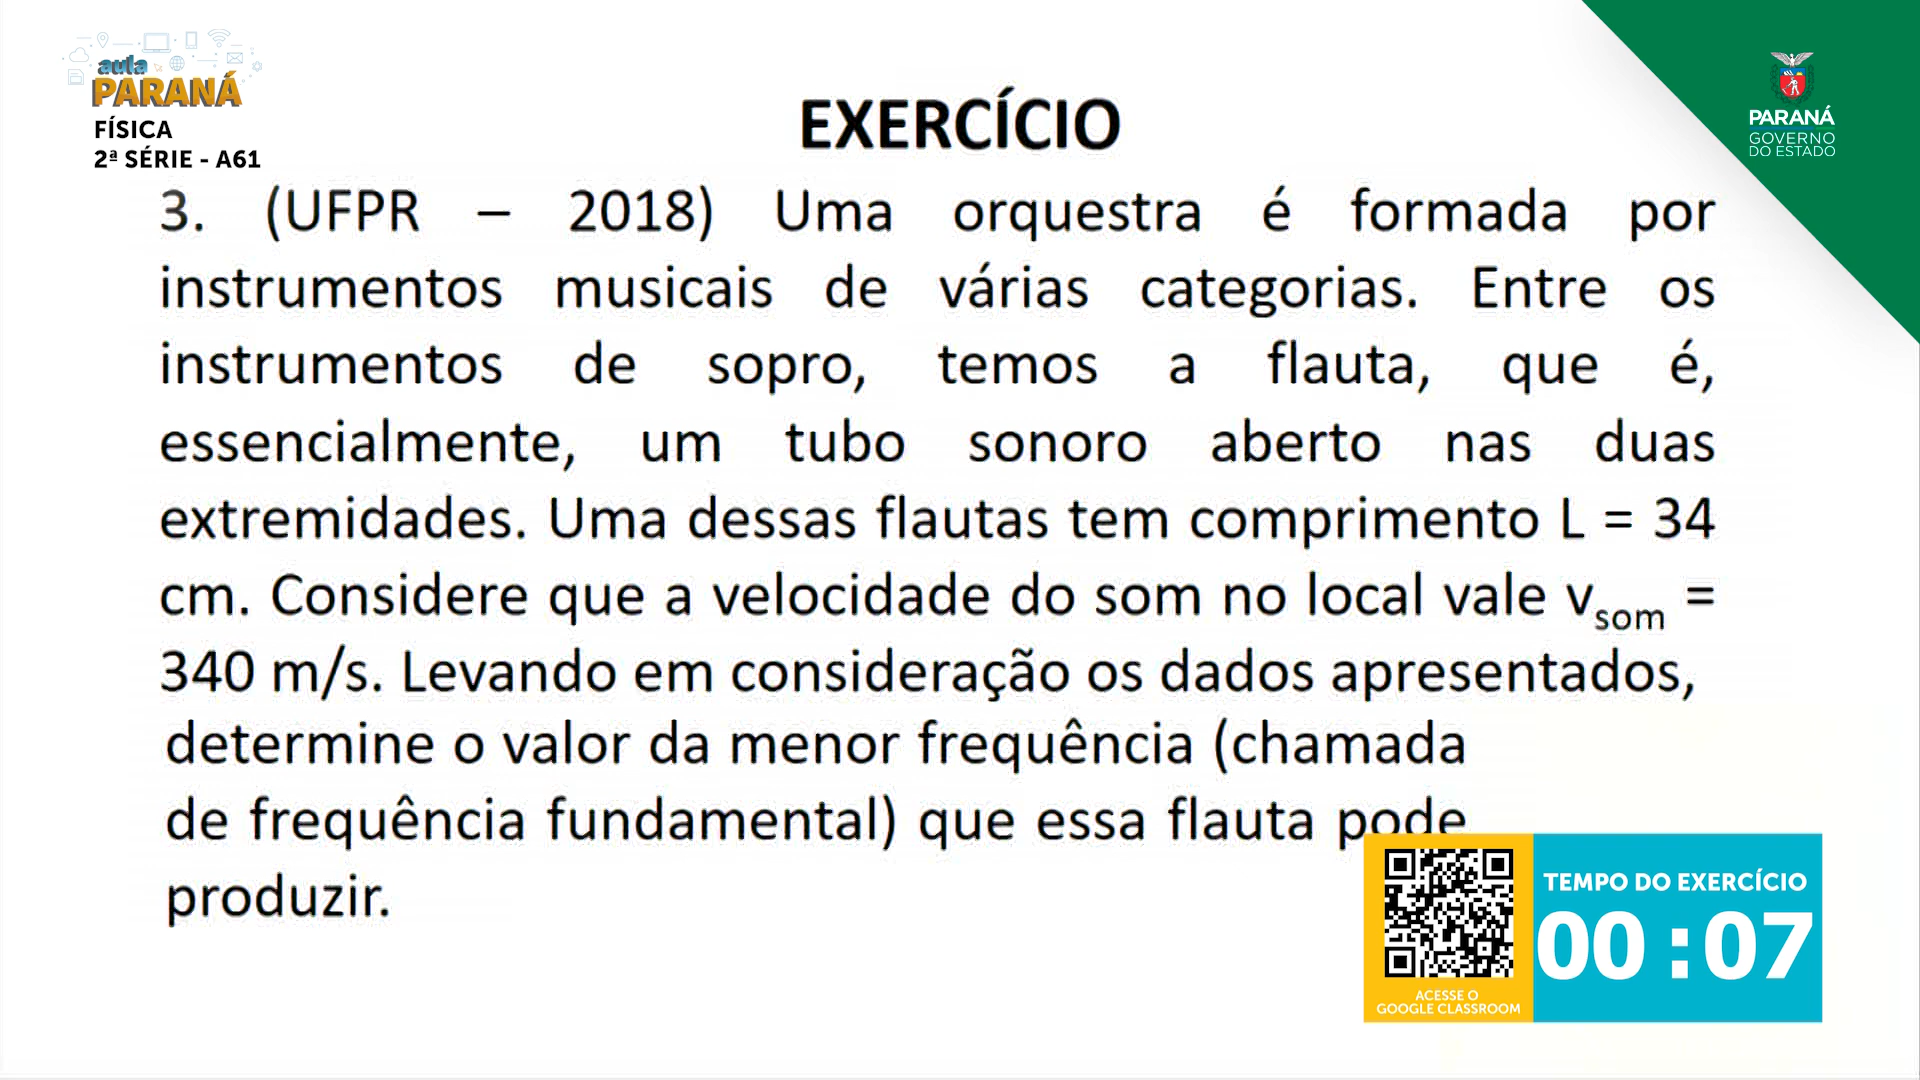 aula
PARANÁ
FÍSICA
2ª SÉRIE - A61
PARANÁ
GOVERNO
DO ESTADO
EXERCÍCIO
3. (UFPR – 2018) Uma orquestra é formada por
instrumentos musicais de várias categorias. Entre os
instrumentos de sopro, temos a flauta, que é,
essencialmente, um tubo sonoro aberto nas duas
extremidades. Uma dessas flautas tem comprimento L = 34
cm. Considere que a velocidade do som no local vale vsom =
340 m/s. Levando em consideração os dados apresentados,
determine o valor da menor frequência (chamada
de frequência fundamental) que essa flauta pode
produzir.
TEMPO DO EXERCÍCIO
00:07
ACESSE O
GOOGLE CLASSROOM